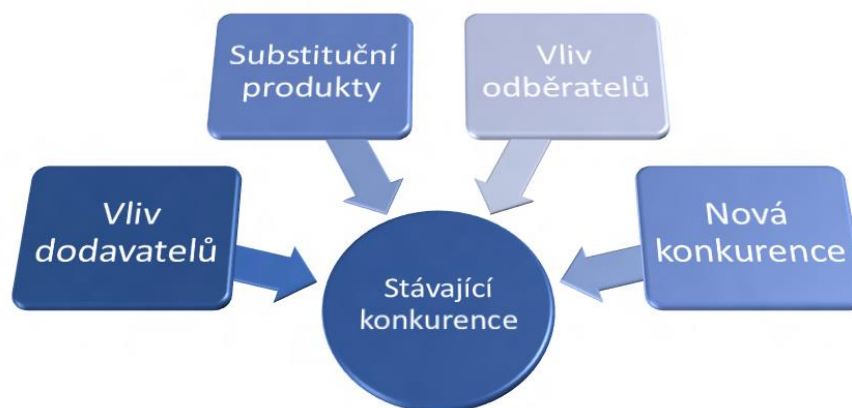 Substituční
produkty
Vliv
odběratelů
Vliv
dodavatelů
Nová
konkurence
Stávající
konkurence